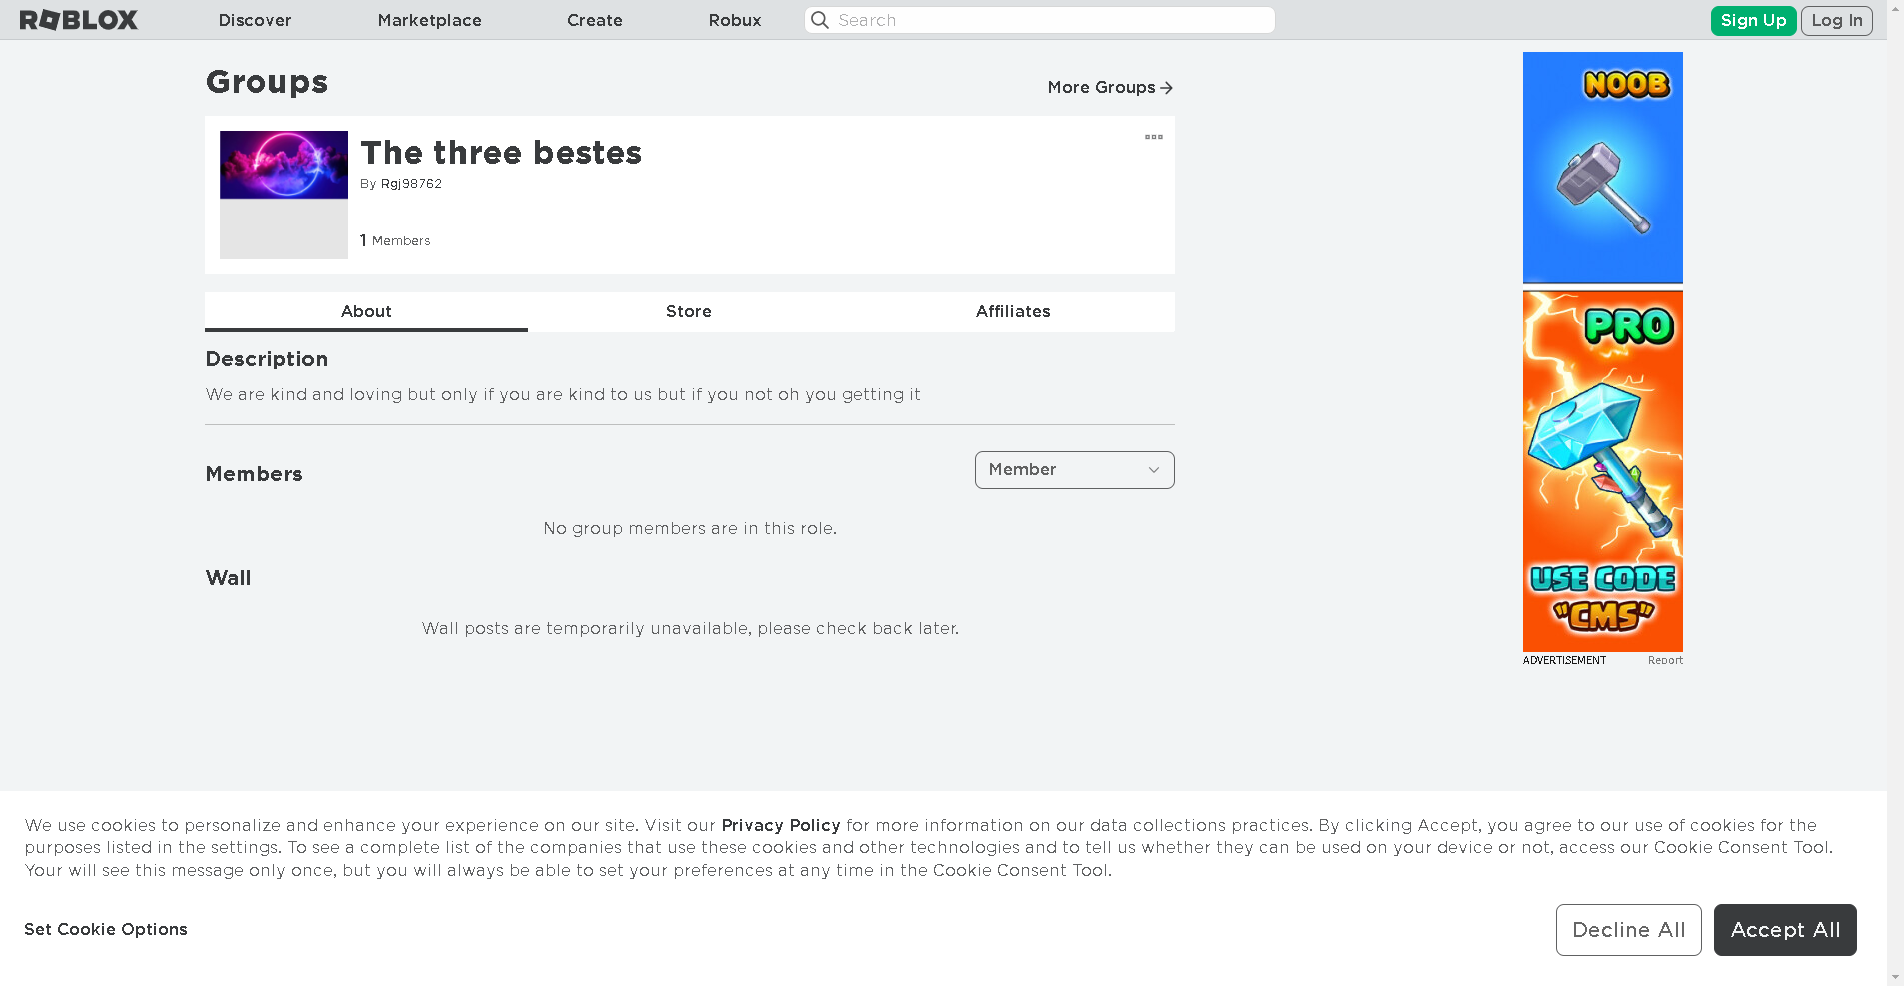 ROBLOX
Discover
Marketplace
Create
Robux
Search
Sign Up
Log In
Groups
More Groups
The three bestes
By Rgj98762
1 Members
About
Store
Affiliates
Description
We are kind and loving but only if you are kind to us but if you not oh you getting it
Members
Member
No group members are in this role.
Wall
Wall posts are temporarily unavailable, please check back later.
NOOB
PRO
USE CODE
"CMS"
ADVERTISEMENT
Report
We use cookies to personalize and enhance your experience on our site. Visit our Privacy Policy for more information on our data collections practices. By clicking Accept, you agree to our use of cookies for the
purposes listed in the settings. To see a complete list of the companies that use these cookies and other technologies and to tell us whether they can be used on your device or not, access our Cookie Consent Tool.
Your will see this message only once, but you will always be able to set your preferences at any time in the Cookie Consent Tool.
Set Cookie Options
Decline All
Accept All